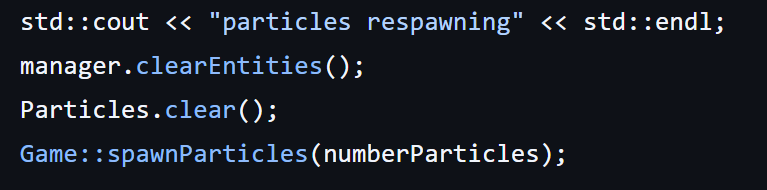 std::cout << "particles respawning" << std::endl;
manager.clearEntities();
Particles.clear();
Game::spawnParticles(numberParticles);